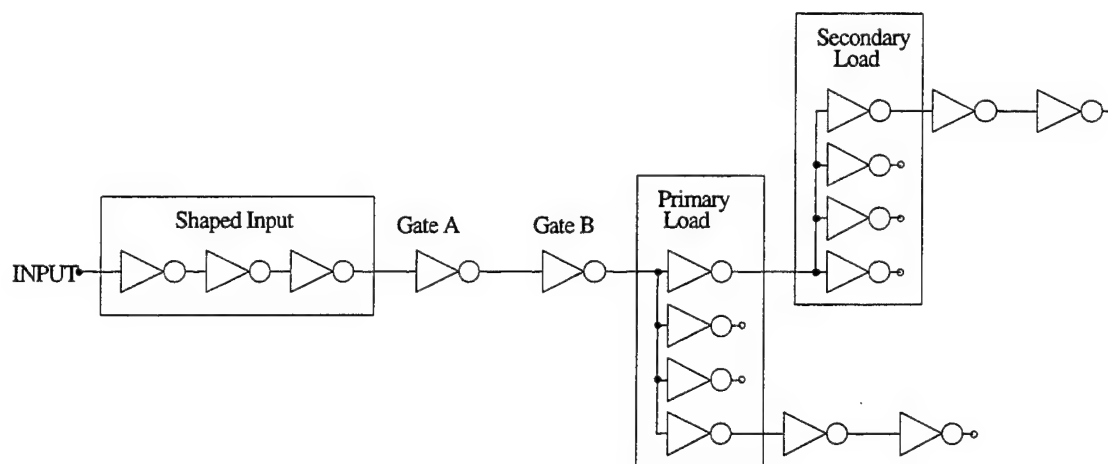 Secondary
Load
Shaped Input
Gate A
Gate B
Primary
Load
INPUT